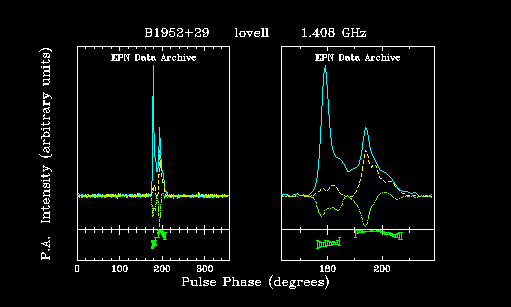 B1952+29 lovell 1.408 GHz
EPN Data Archive EPN Data Archive
P.A. Intensity (arbitrary units)
0 100 200 300 180 200
Pulse Phase (degrees)